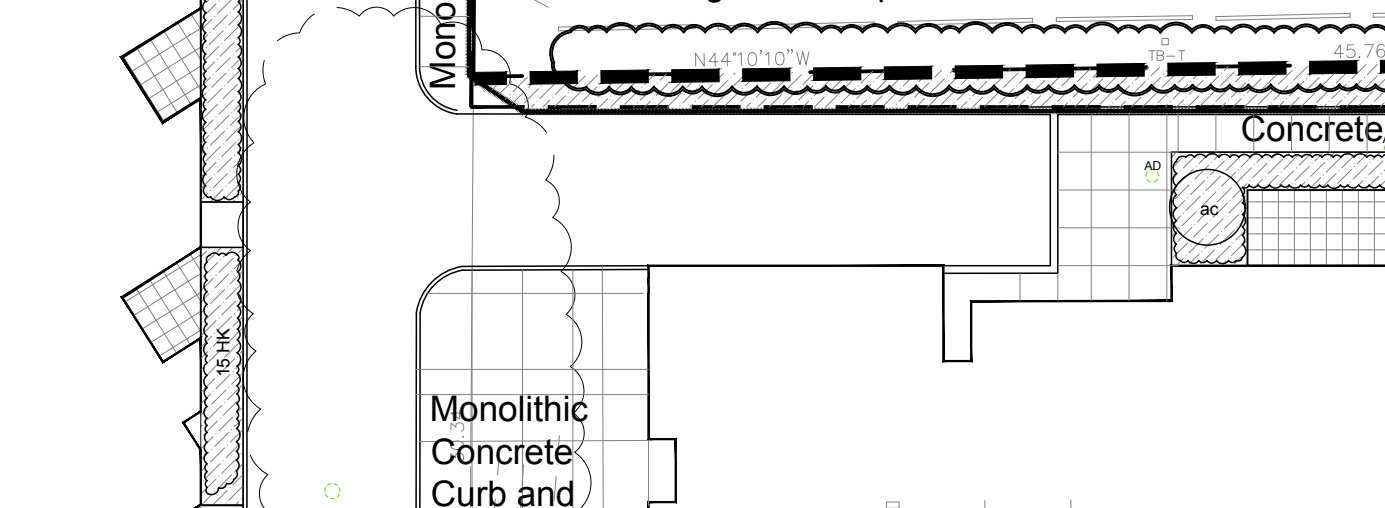 Mono
N44°10'10"W
TB-T
45.76
Concrete
AD
ac
15 HK
Monolithic
Concrete
Curb and